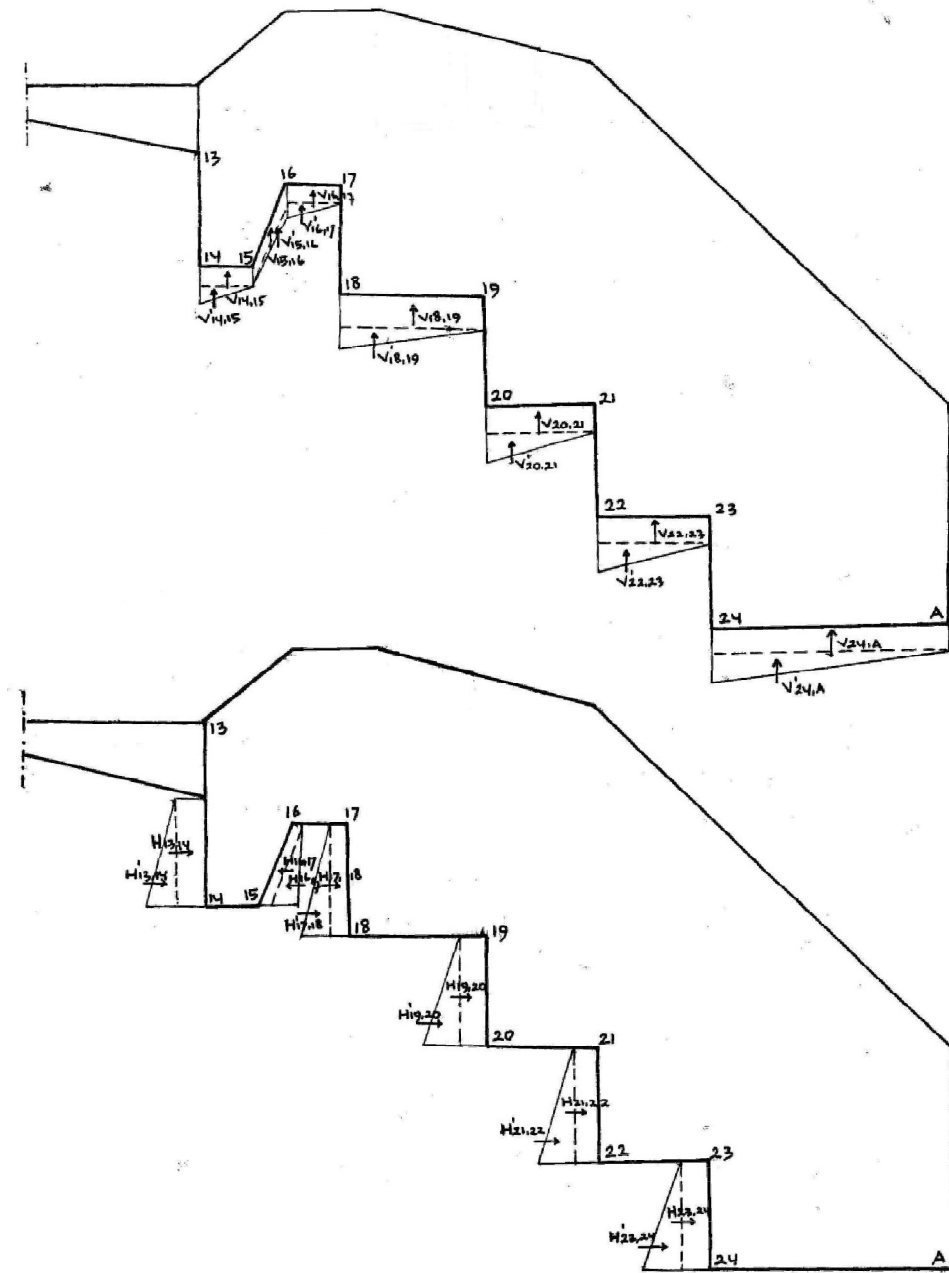 13
16 17
V16,17
V'16,17
V'15,16
V15,16
14 15
V14,15
V'14,15
18 19
V18,19
V'18,19
20 21
V20,21
V'20,21
22 23
V22,23
V'22,23
24 A
V24,A
V'24,A
13
16 17
H13,14
H'13,14
18
H'17,18
14 15
18 19
H19,20
H'19,20
20 21
H21,22
H'21,22
22 23
H23,24
H'23,24
24 A